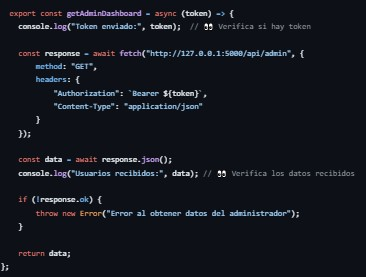 export const getAdminDashboard = async (token) => {
console.log("Token enviado:", token); // 👀 Verifica si hay token
const response = await fetch("http://127.0.0.1:5000/api/admin", {
method: "GET",
headers: {
"Authorization": `Bearer ${token}`,
"Content-Type": "application/json"
}
});
const data = await response.json();
console.log("Usuarios recibidos:", data); // 👀 Verifica los datos recibidos
if (!response.ok) {
throw new Error("Error al obtener datos del administrador");
}
return data;
};